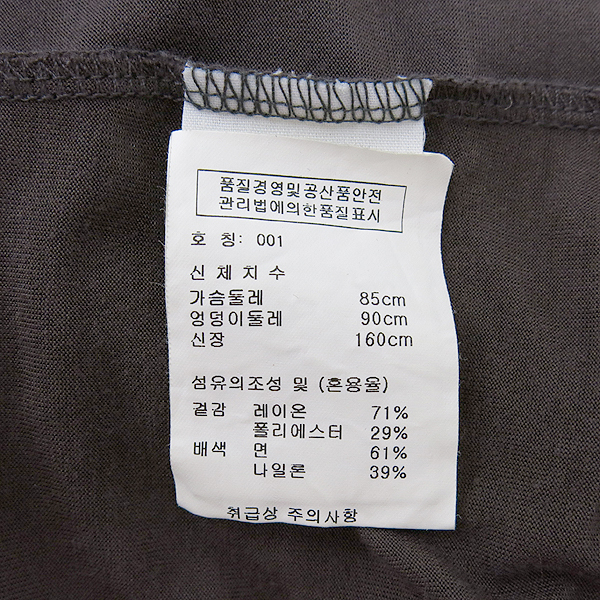 품질경영및공산품안전
관리법에의한품질표시
호 칭: 001
신 체 치 수
가슴둘레 85cm
엉덩이둘레 90cm
신장 160cm
섬유의조성 및 (혼용율)
겉감 레이온 71%
폴리에스터 29%
배색 면 61%
나일론 39%
취급상 주의사항